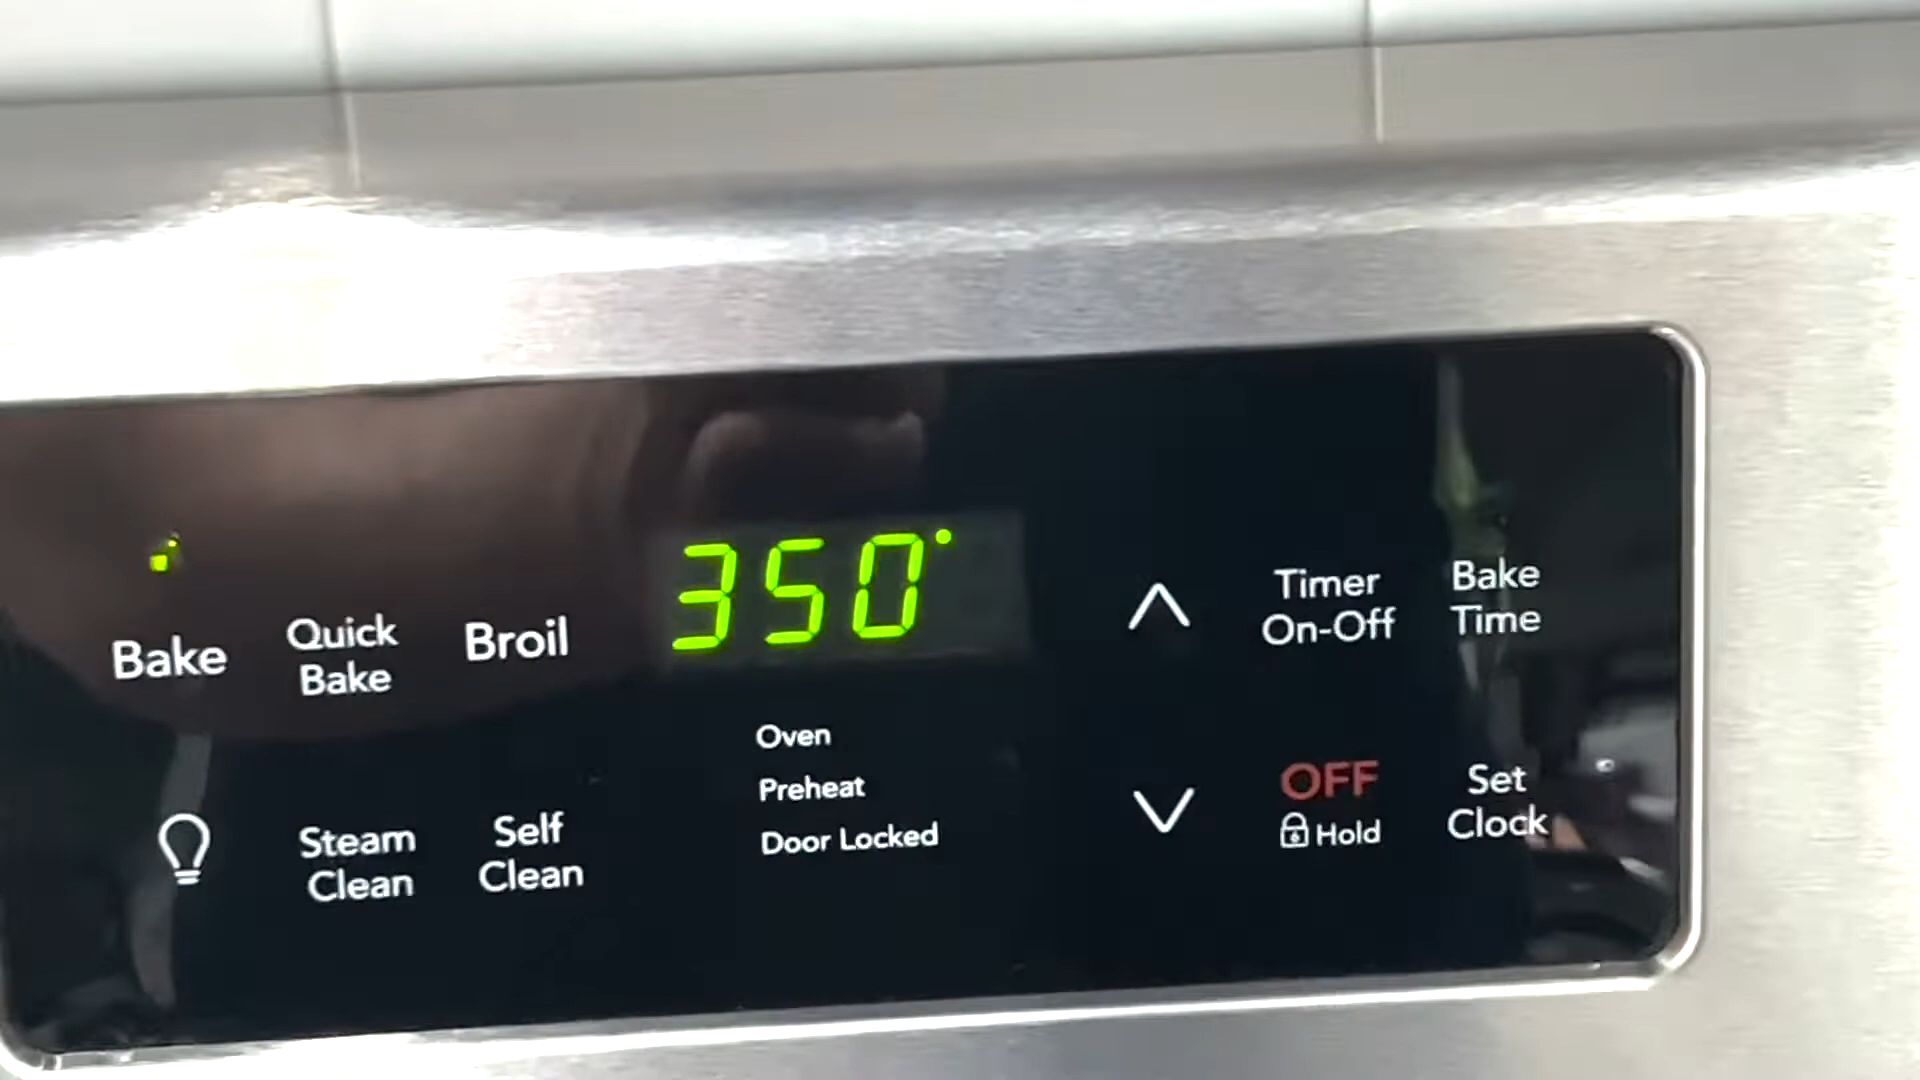 350°
Bake
Quick
Bake
Broil
Timer
On-Off
Bake
Time
Oven
Preheat
Door Locked
Steam
Clean
Self
Clean
OFF
Hold
Set
Clock